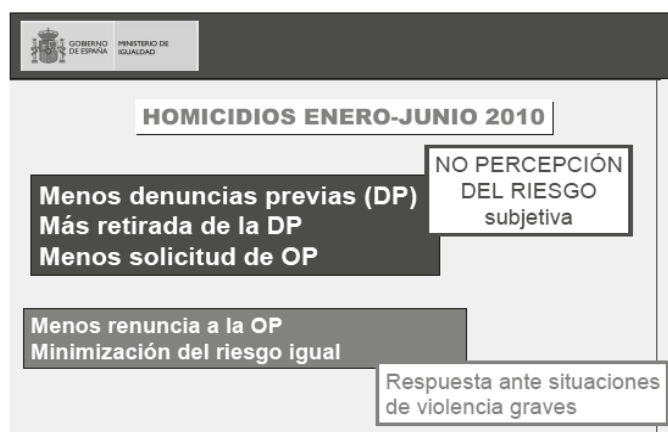 GOBIERNO
DE ESPAÑA
MINISTERIO DE
IGUALDAD
HOMICIDIOS ENERO-JUNIO 2010
NO PERCEPCIÓN
DEL RIESGO
subjetiva
Menos denuncias previas (DP)
Más retirada de la DP
Menos solicitud de OP
Menos renuncia a la OP
Minimización del riesgo igual
Respuesta ante situaciones
de violencia graves